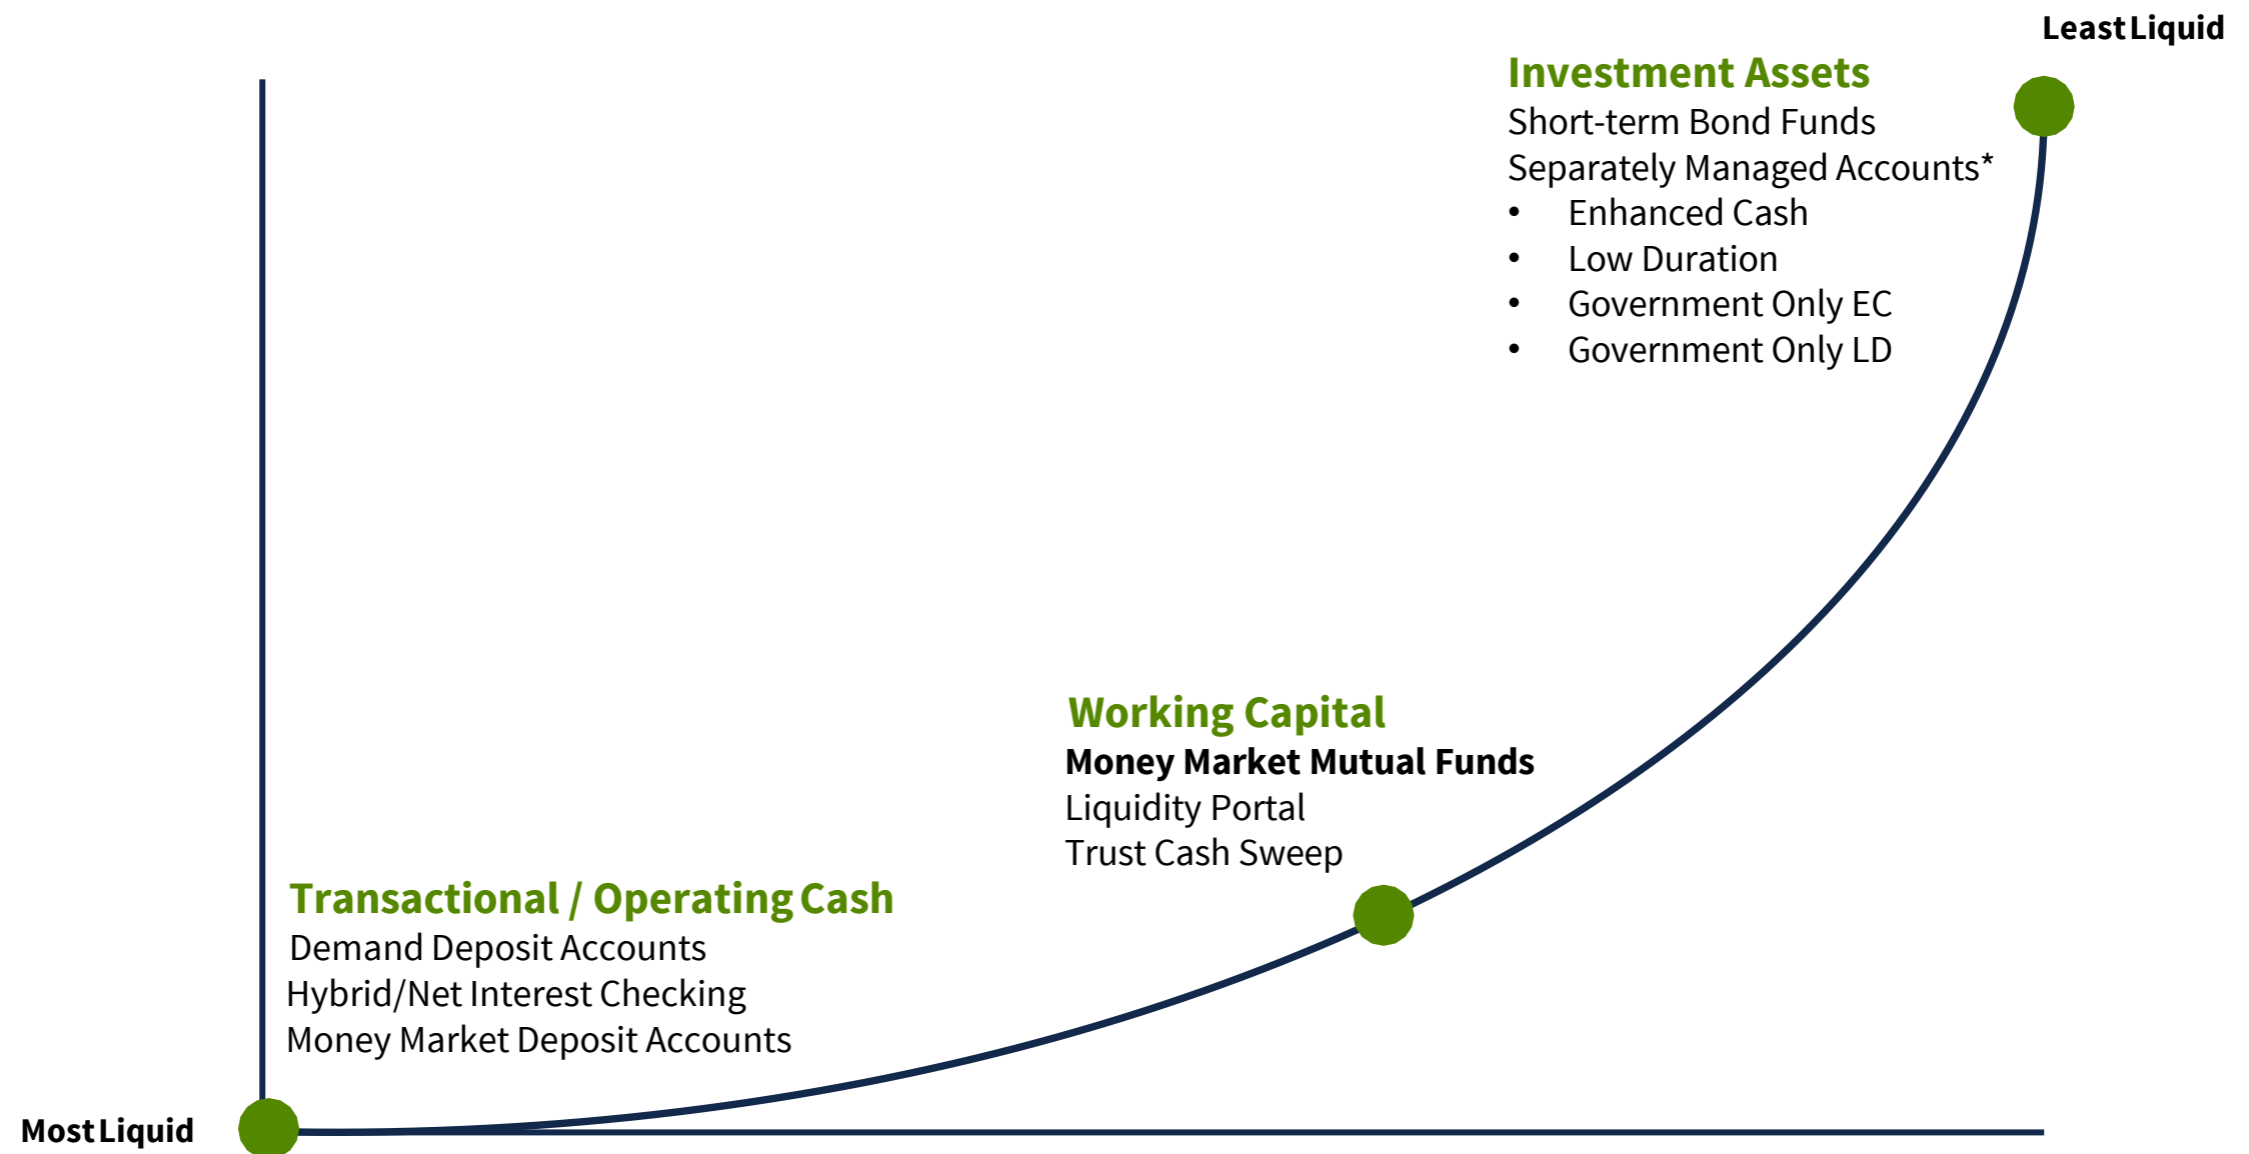 Least Liquid
Investment Assets
Short-term Bond Funds
Separately Managed Accounts*
• Enhanced Cash
• Low Duration
• Government Only EC
• Government Only LD
Working Capital
Money Market Mutual Funds
Liquidity Portal
Trust Cash Sweep
Transactional / Operating Cash
Demand Deposit Accounts
Hybrid/Net Interest Checking
Money Market Deposit Accounts
Most Liquid